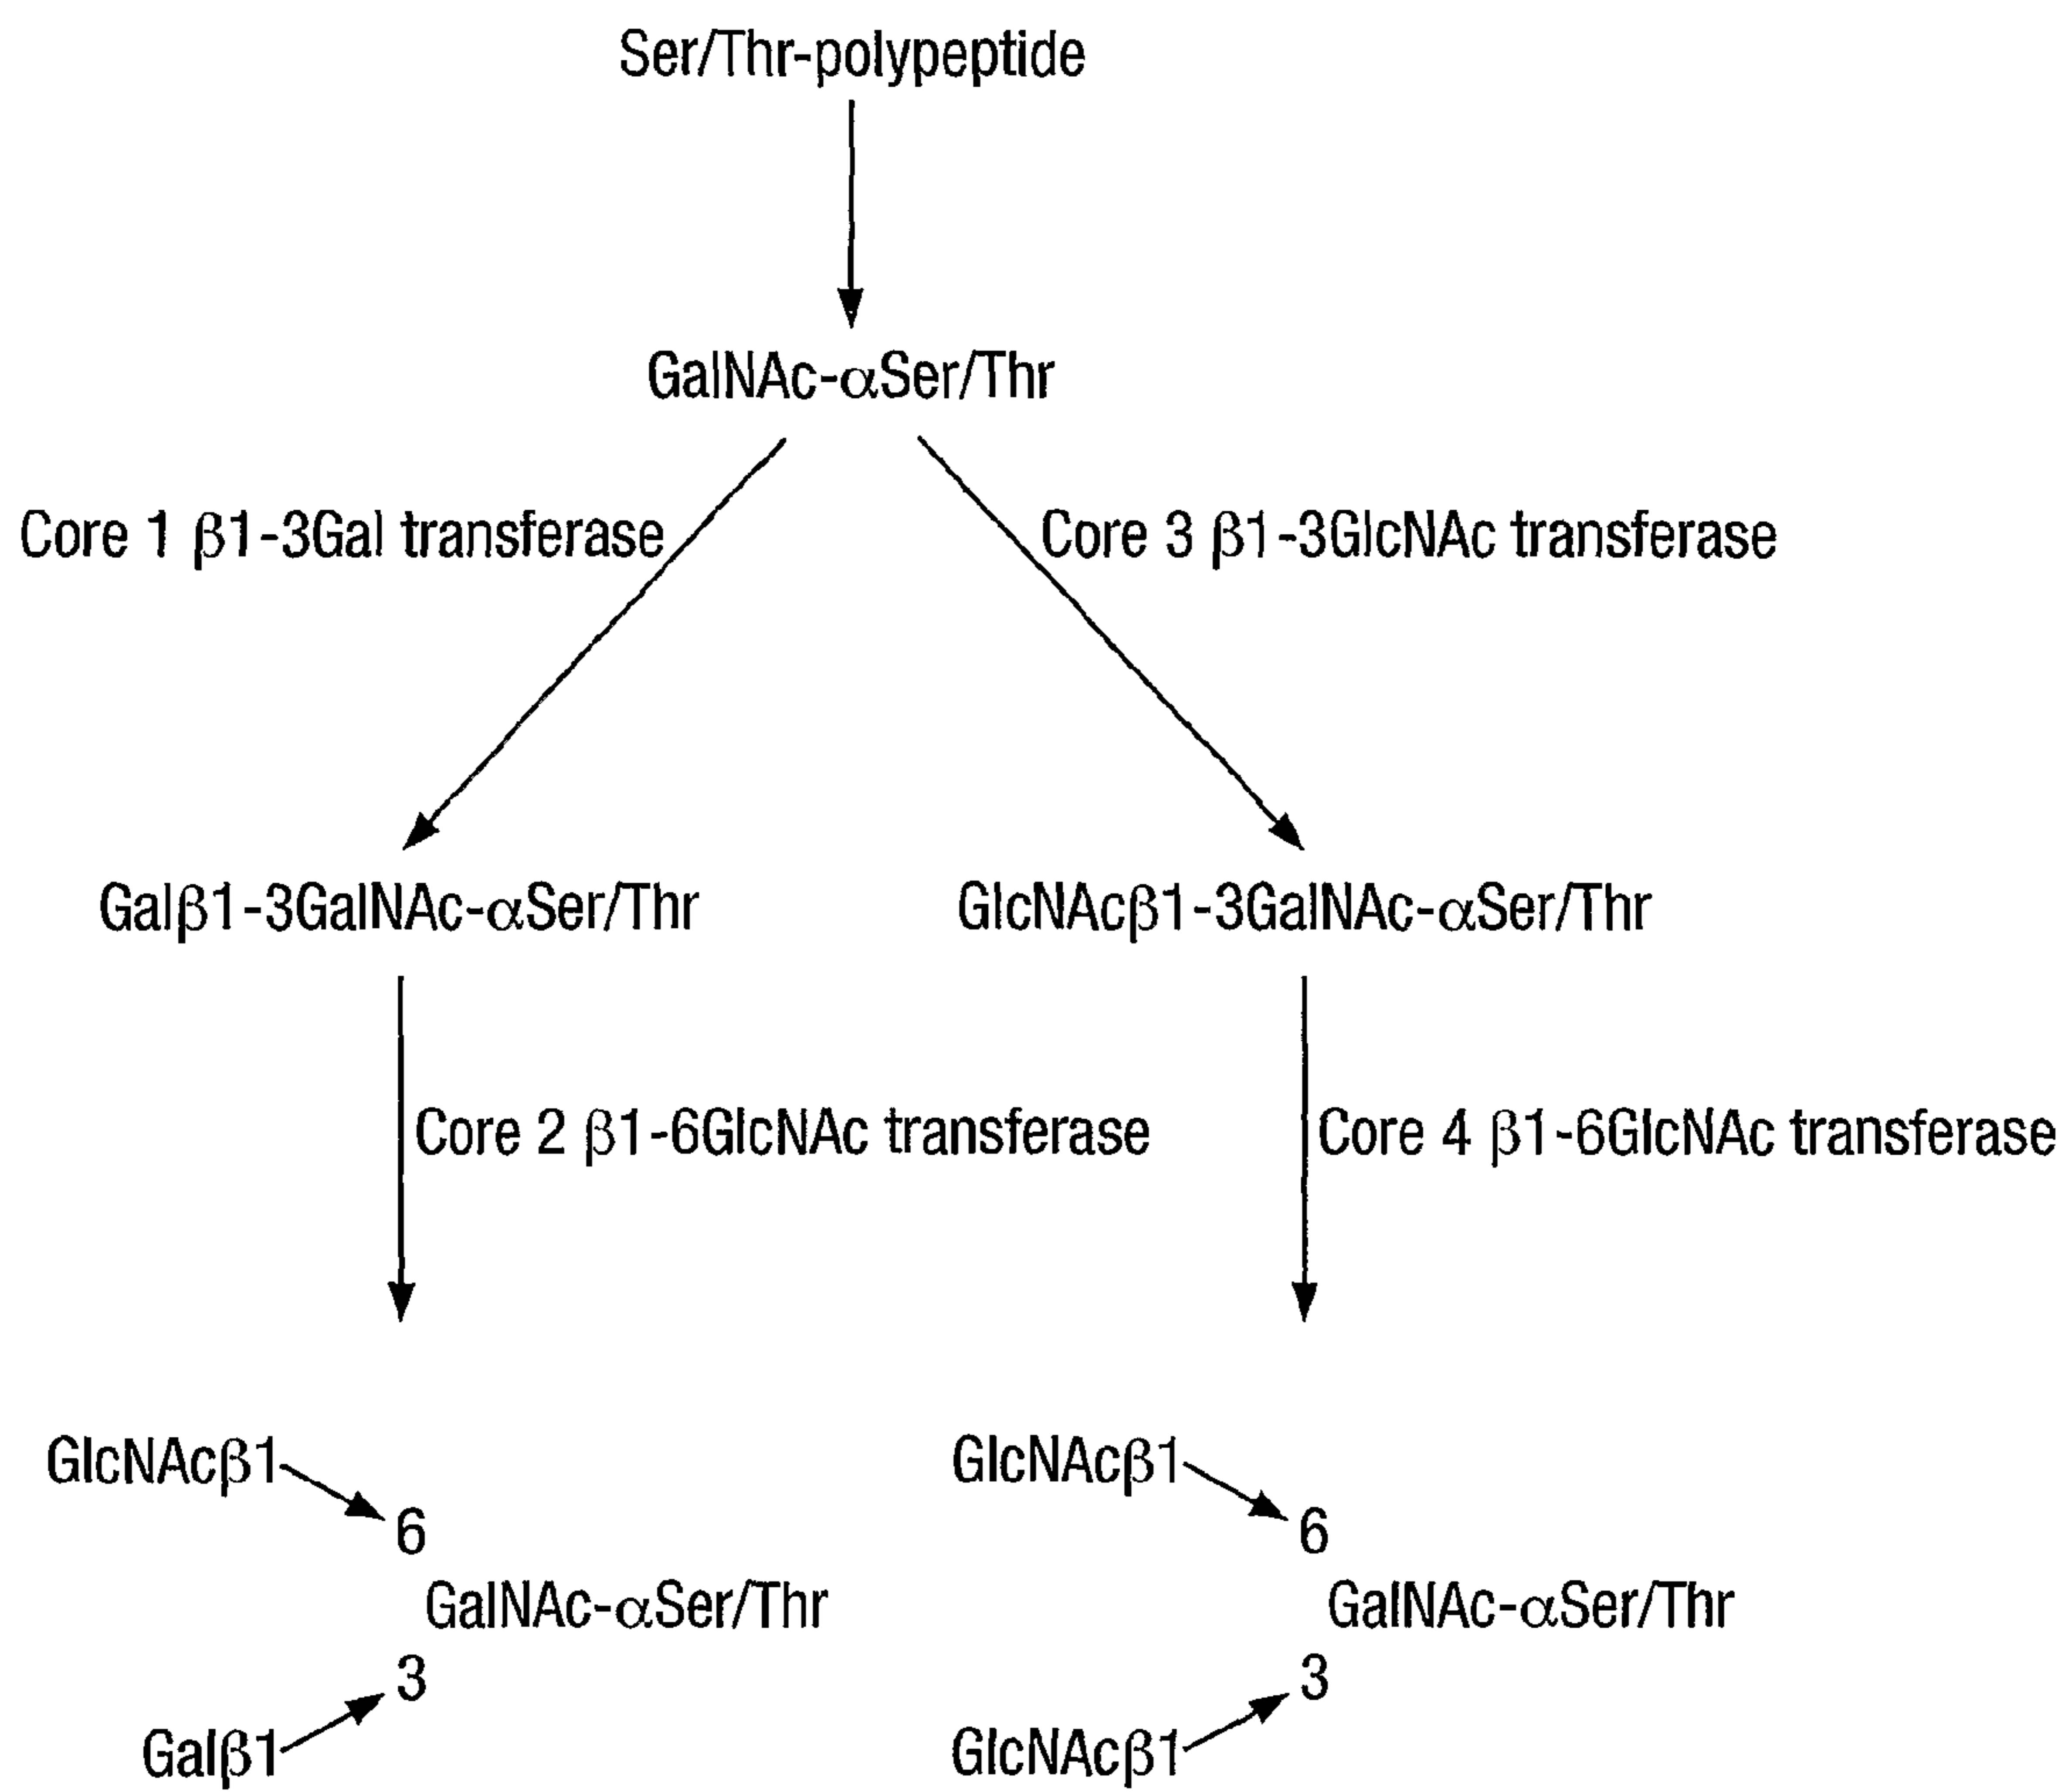 Ser/Thr-polypeptide
GalNAc-αSer/Thr
Core 1 β1-3Gal transferase
Core 3 β1-3GlcNAc transferase
Galβ1-3GalNAc-αSer/Thr
GlcNAcβ1-3GalNAc-αSer/Thr
Core 2 β1-6GlcNAc transferase
Core 4 β1-6GlcNAc transferase
GlcNAcβ1
6
GalNAc-αSer/Thr
3
Galβ1
GlcNAcβ1
6
GalNAc-αSer/Thr
3
GlcNAcβ1